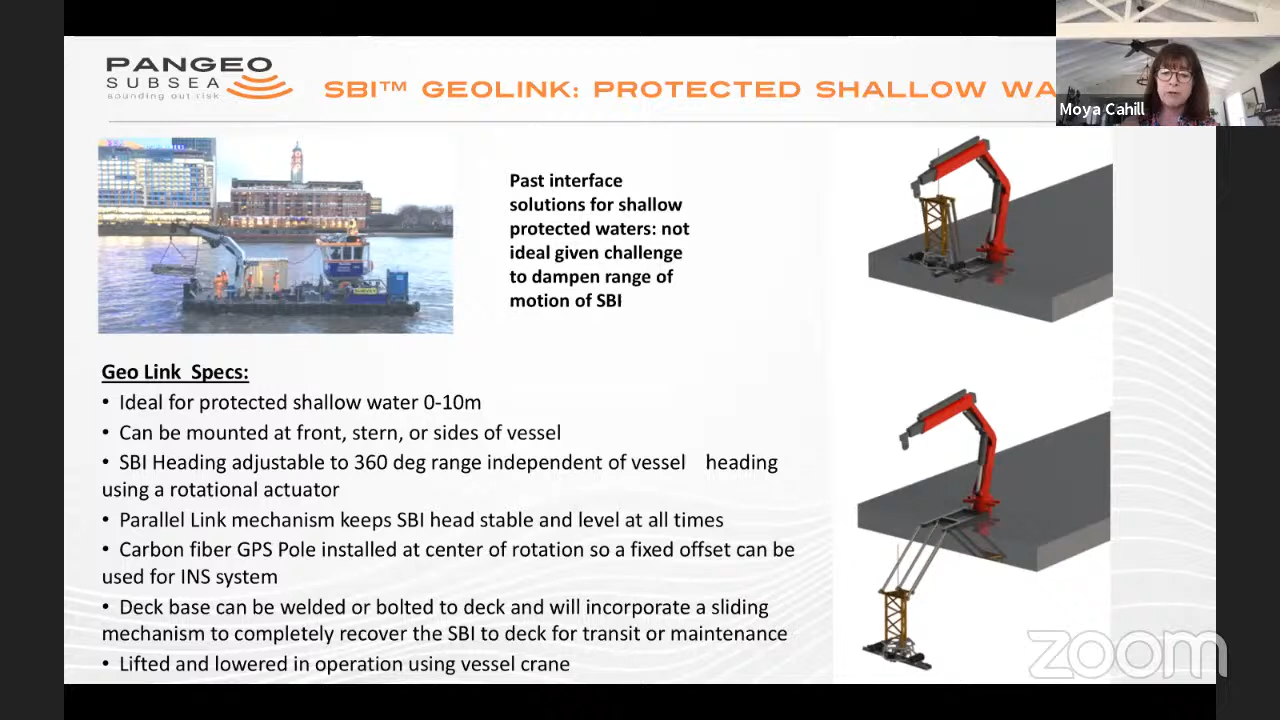 PANGEO
SUBSEA
sounding out risk
SBI™ GEOLINK: PROTECTED SHALLOW WA
Moya Cahill
Past interface
solutions for shallow
protected waters: not
ideal given challenge
to dampen range of
motion of SBI
Geo Link Specs:
• Ideal for protected shallow water 0-10m
• Can be mounted at front, stern, or sides of vessel
• SBI Heading adjustable to 360 deg range independent of vessel heading
using a rotational actuator
• Parallel Link mechanism keeps SBI head stable and level at all times
• Carbon fiber GPS Pole installed at center of rotation so a fixed offset can be
used for INS system
• Deck base can be welded or bolted to deck and will incorporate a sliding
mechanism to completely recover the SBI to deck for transit or maintenance
• Lifted and lowered in operation using vessel crane
zoom